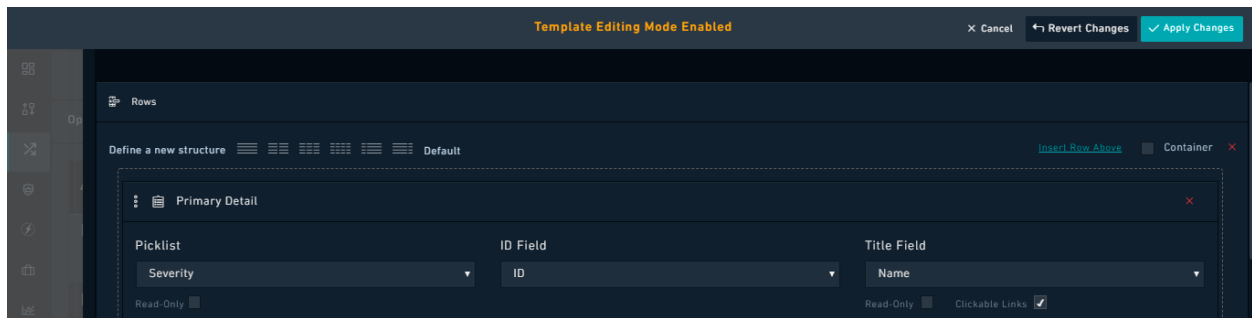 Template Editing Mode Enabled
Cancel Revert Changes Apply Changes
Rows
Op
Define a new structure Default Insert Row Above Container
Primary Detail
Picklist ID Field Title Field
Severity ID Name
Read-Only Read-Only Clickable Links